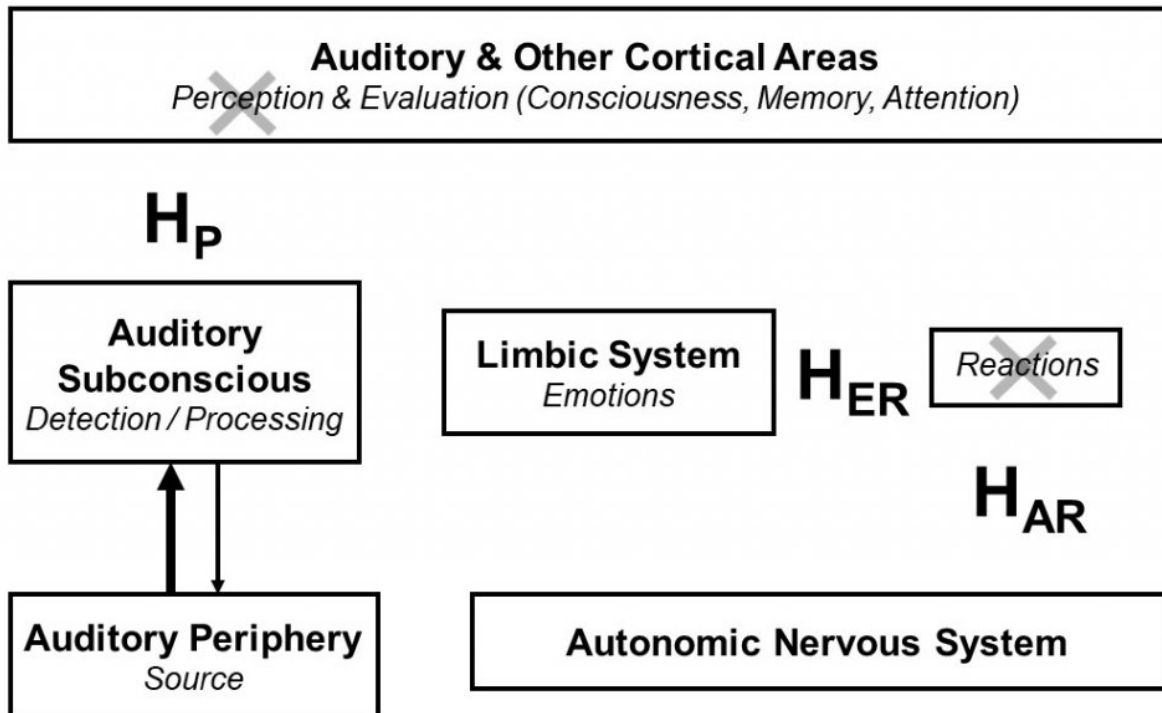 Auditory & Other Cortical Areas
Perception & Evaluation (Consciousness, Memory, Attention)
HP
Auditory
Subconscious
Detection / Processing
Limbic System
Emotions
HER
Reactions
HAR
Auditory Periphery
Source
Autonomic Nervous System